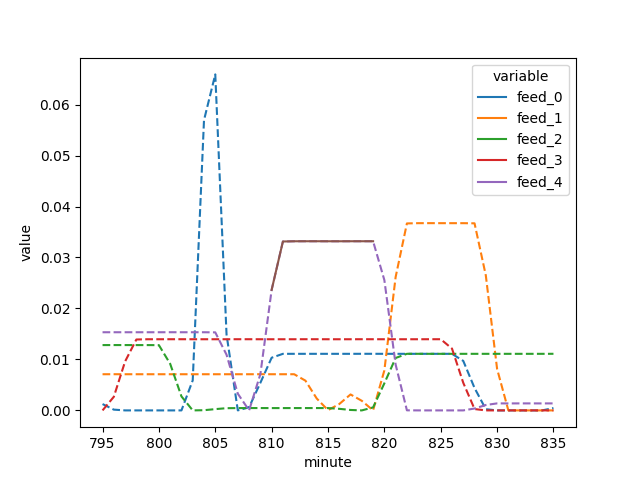 variable
feed_0
feed_1
feed_2
feed_3
feed_4
0.06
0.05
0.04
0.03
0.02
0.01
0.00
value
795 800 805 810 815 820 825 830 835
minute